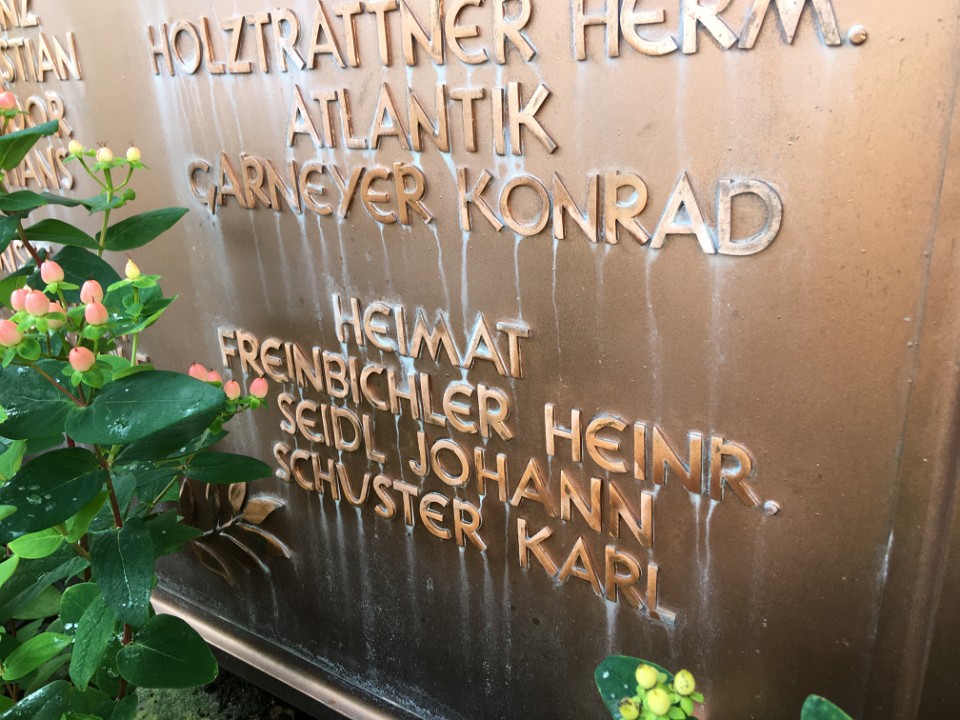 HOLZTRATTNER HERM.
ATLANTIK
GARNEYER KONRAD
HEIMAT
FREINBICHLER HEINR.
SEIDL JOHANN
SCHUSTER KARL